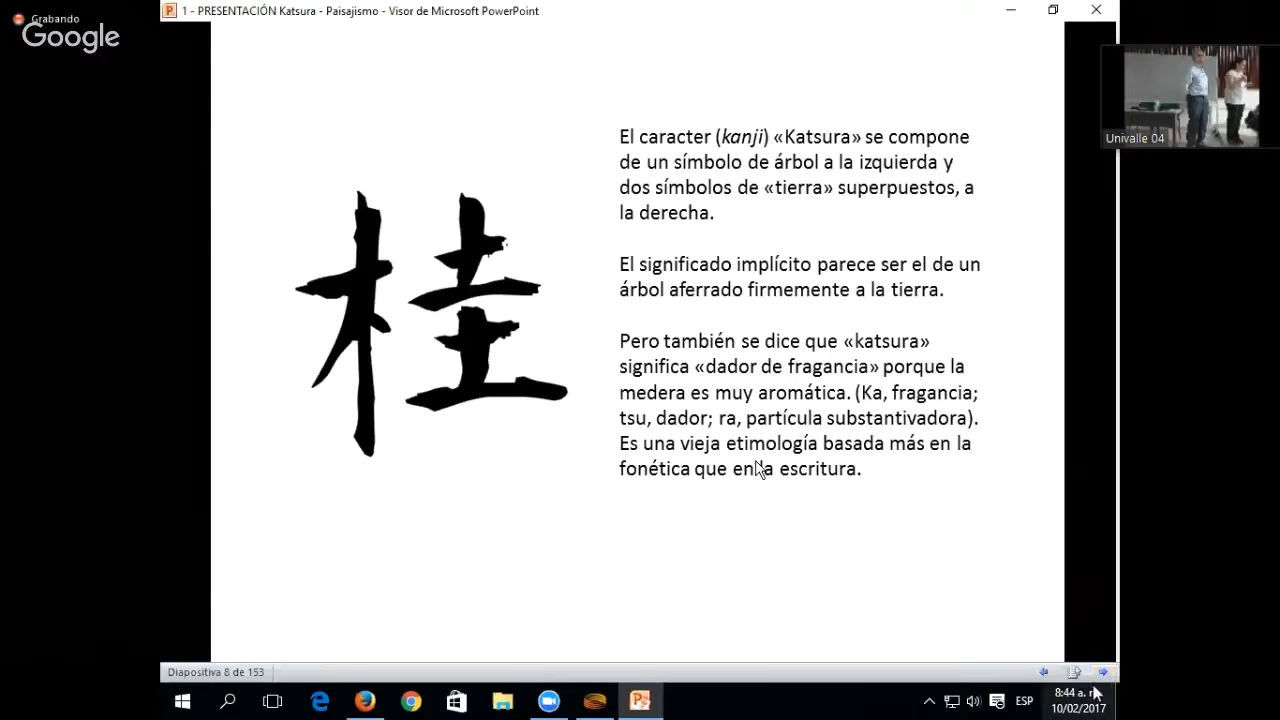 Grabando
Google
1 - PRESENTACIÓN Katsura - Paisajismo - Visor de Microsoft PowerPoint
Univalle 04
桂
El caracter (kanji) «Katsura» se compone
de un símbolo de árbol a la izquierda y
dos símbolos de «tierra» superpuestos, a
la derecha.
El significado implícito parece ser el de un
árbol aferrado firmemente a la tierra.
Pero también se dice que «katsura»
significa «dador de fragancia» porque la
medera es muy aromática. (Ka, fragancia;
tsu, dador; ra, partícula substantivadora).
Es una vieja etimología basada más en la
fonética que en la escritura.
Diapositiva 8 de 153
ESP
8:44 a. m.
10/02/2017